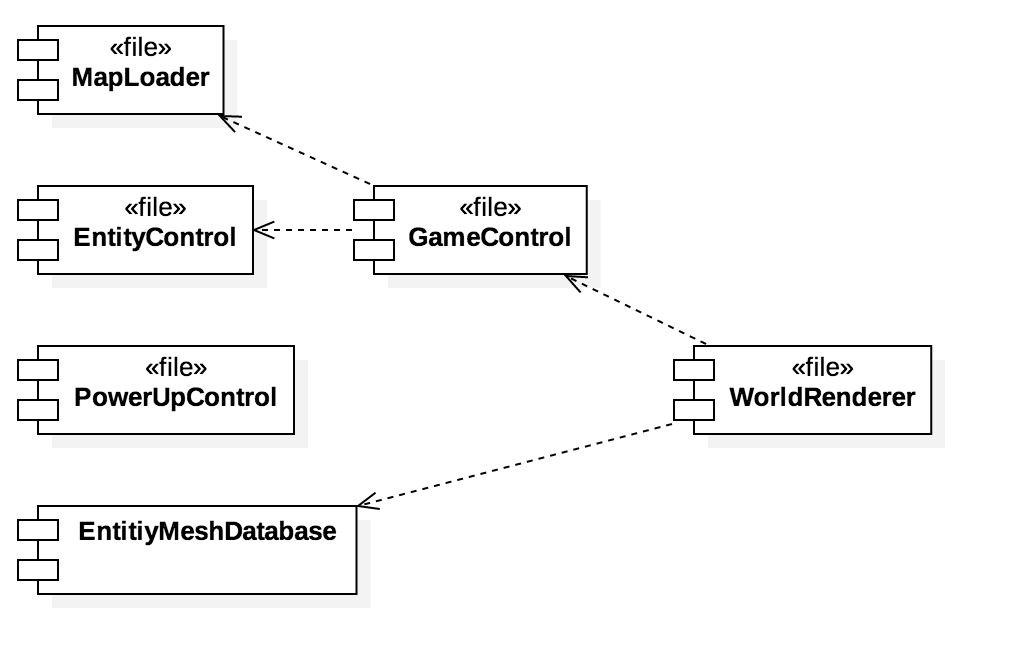 «file»
MapLoader
«file»
EntityControl
«file»
GameControl
«file»
PowerUpControl
«file»
WorldRenderer
EntitiyMeshDatabase